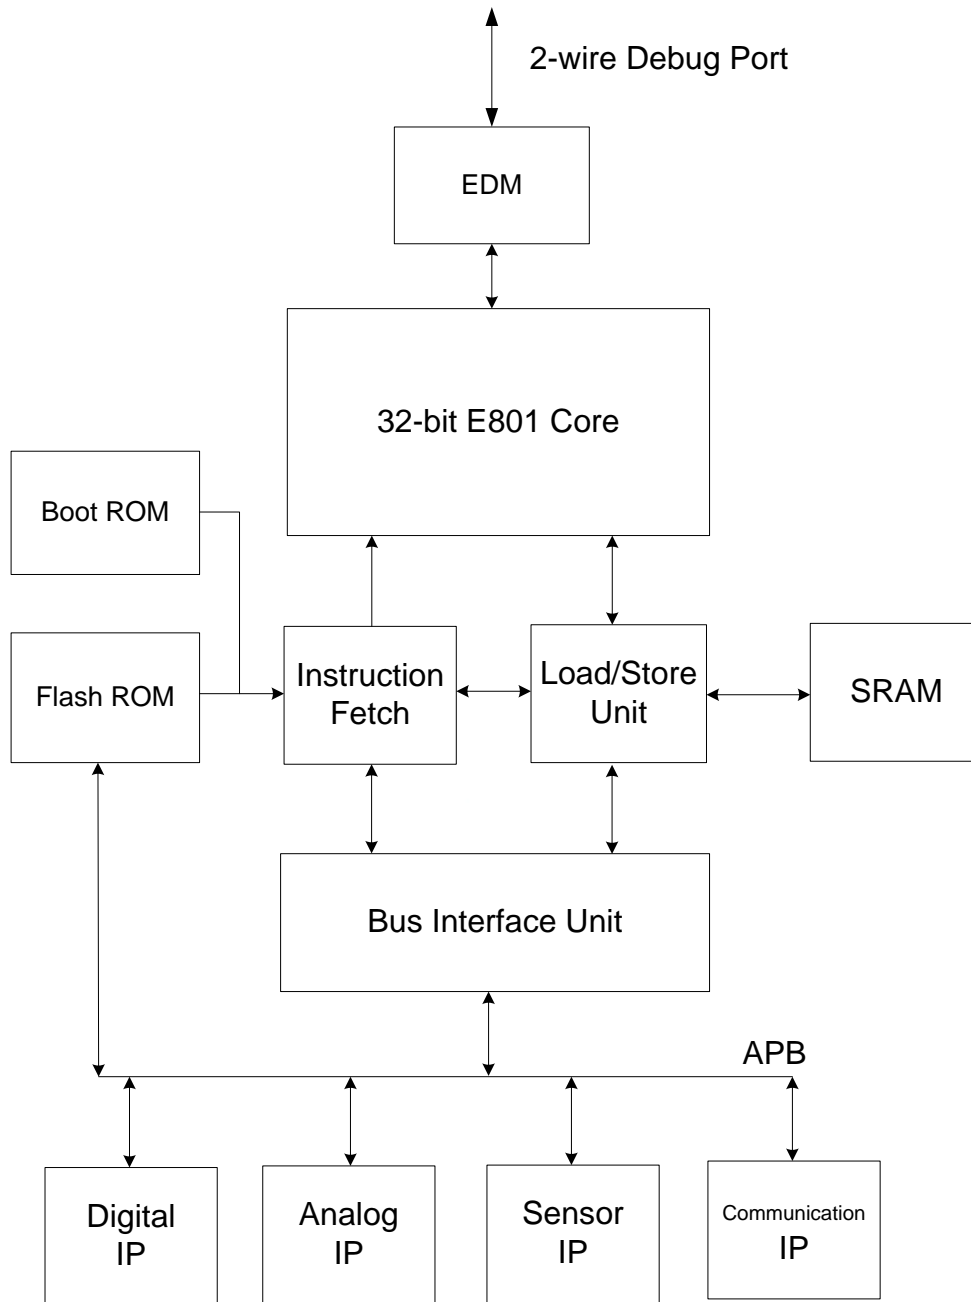 2-wire Debug Port
EDM
32-bit E801 Core
Boot ROM
Flash ROM
Instruction
Fetch
Load/Store
Unit
SRAM
Bus Interface Unit
APB
Digital
IP
Analog
IP
Sensor
IP
Communication
IP